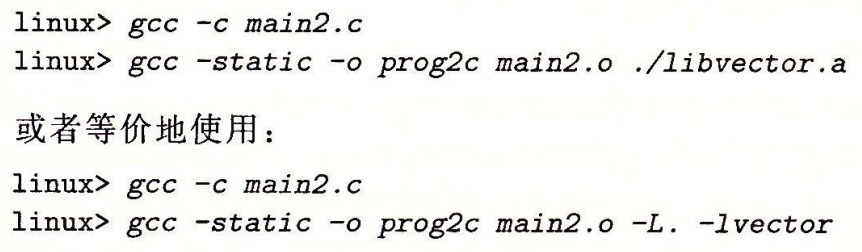 linux> gcc -c main2.c
linux> gcc -static -o prog2c main2.o ./libvector.a
或者等价地使用：
linux> gcc -c main2.c
linux> gcc -static -o prog2c main2.o -L. -lvector